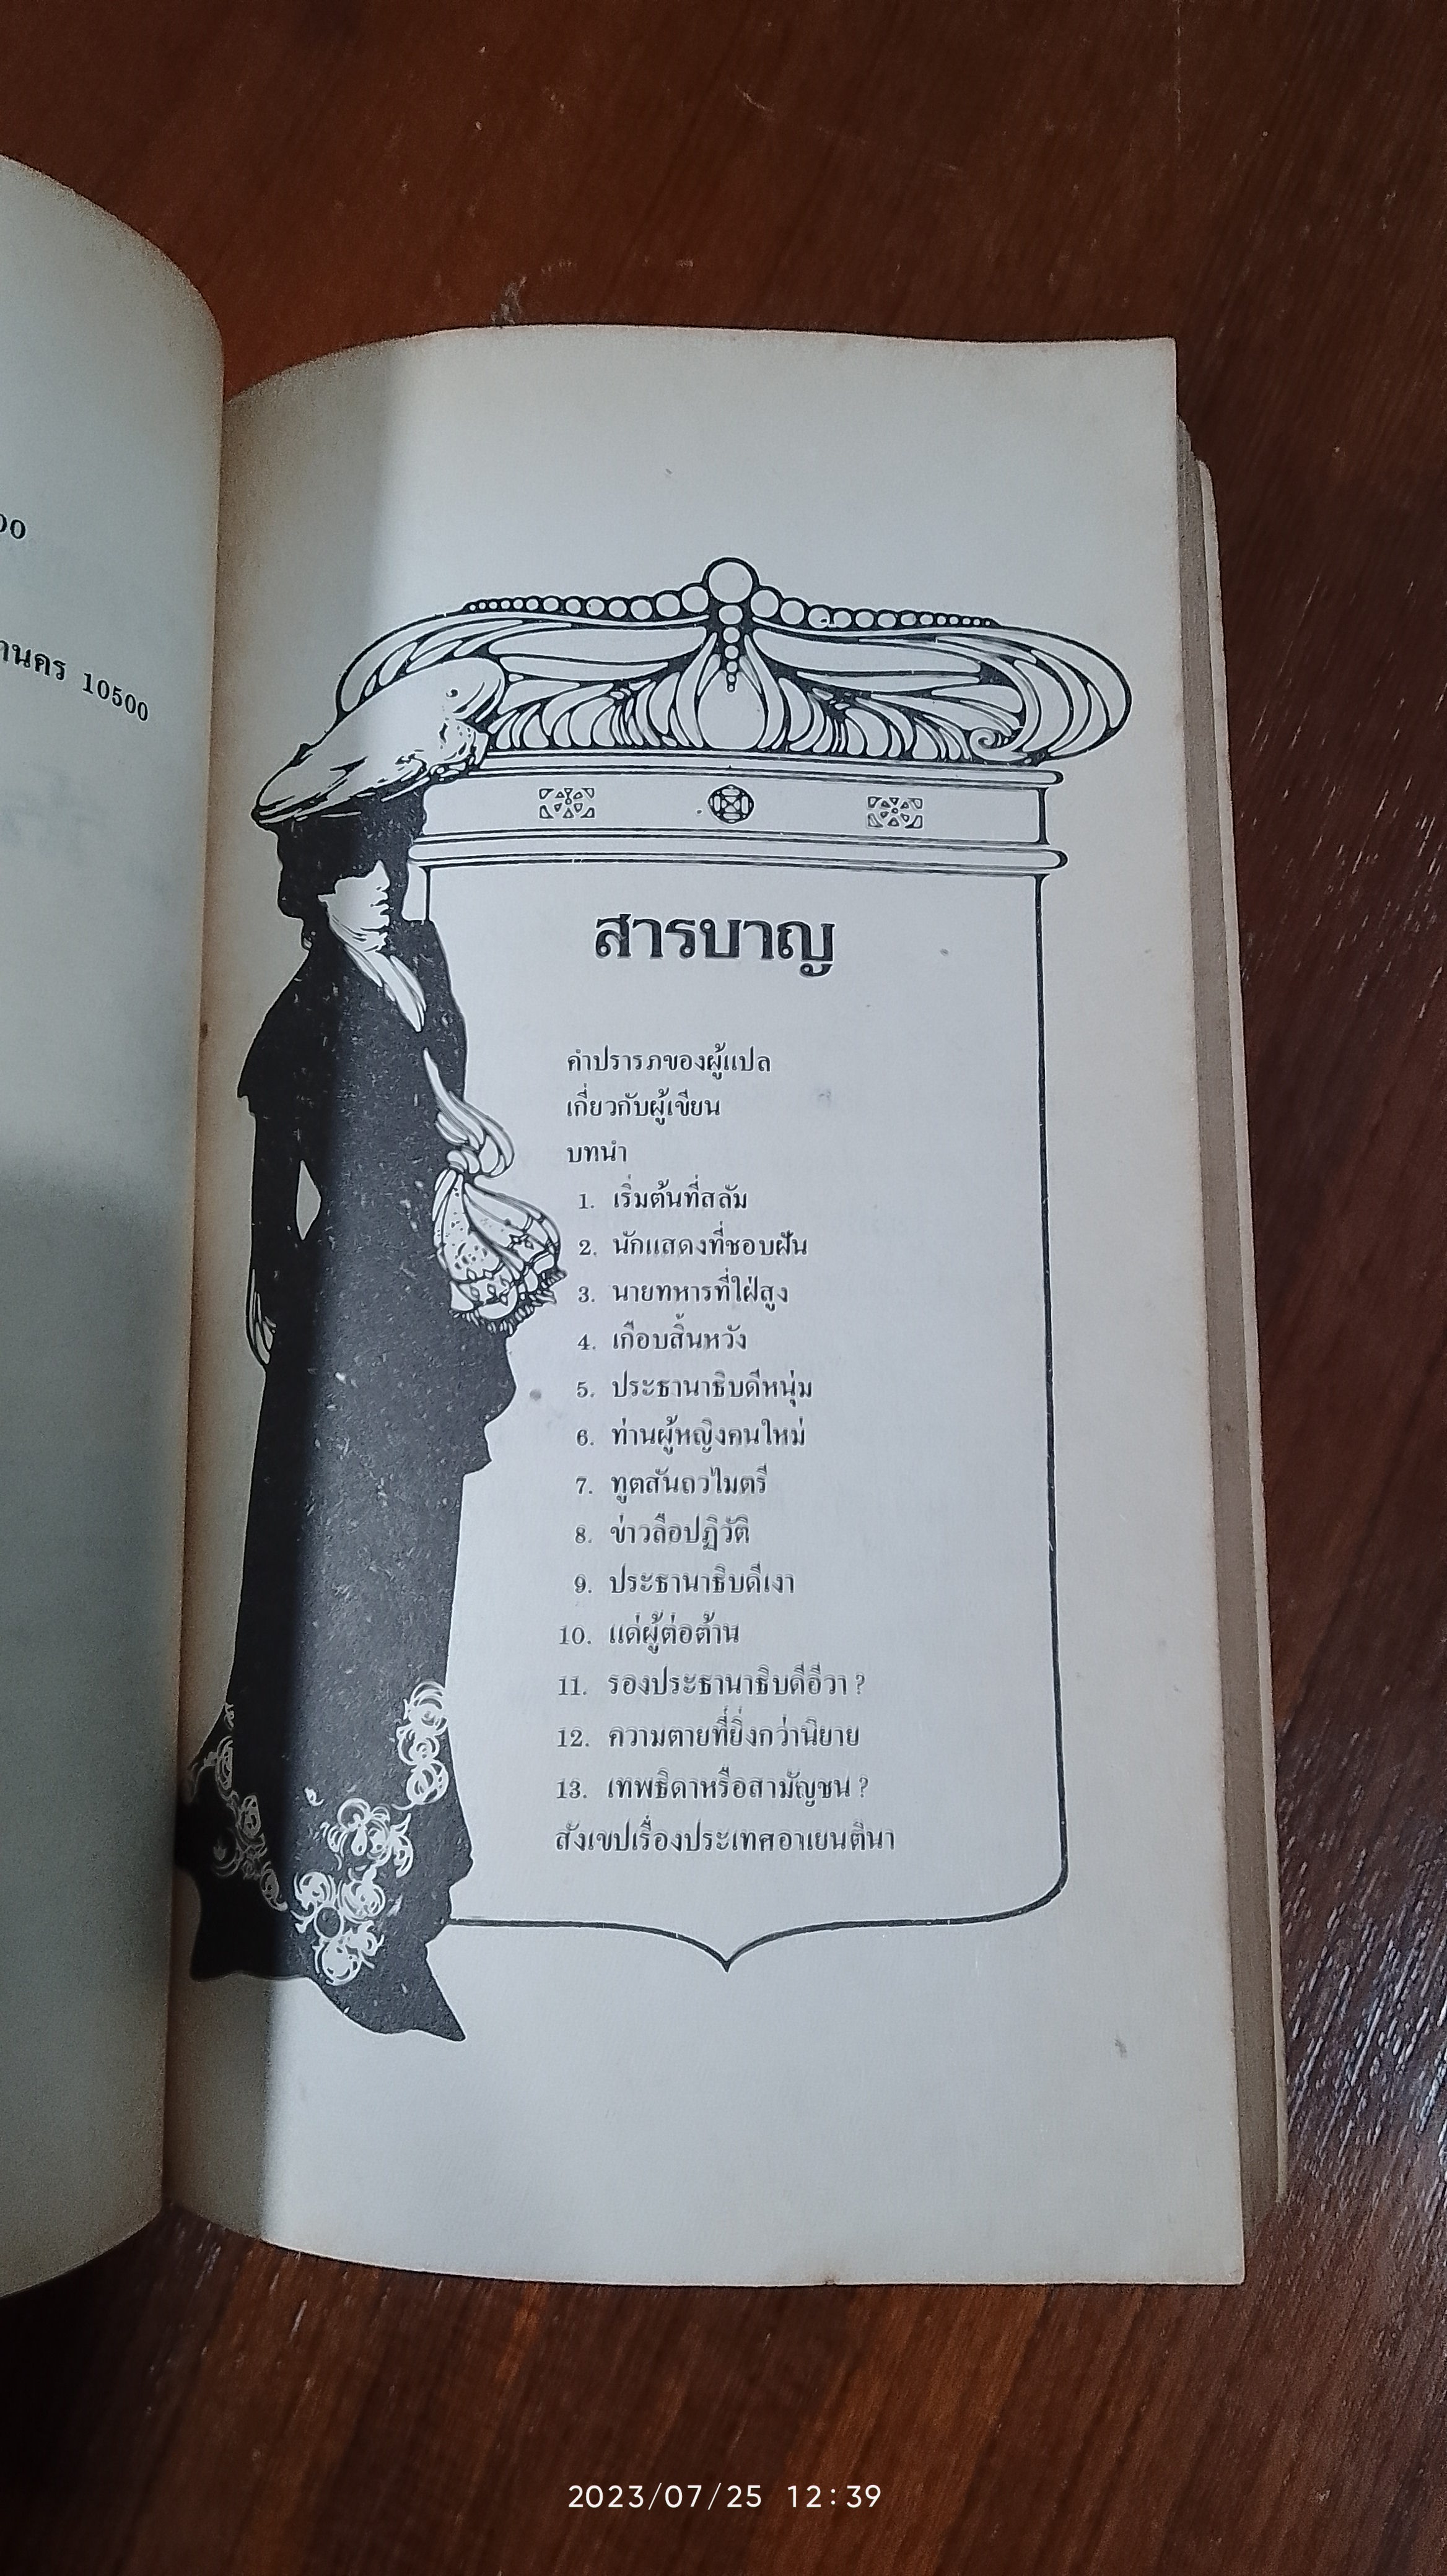 00
านคร 10500
สารบาญ
คำปรารภของผู้แปล
เกี่ยวกับผู้เขียน
บทนำ
1. เริ่มต้นที่สลัม
2. นักแสดงที่ชอบฝัน
3. นายทหารที่ใฝ่สูง
4. เกือบสิ้นหวัง
5. ประธานาธิบดีหนุ่ม
6. ท่านผู้หญิงคนใหม่
7. ทูตสันถวไมตรี
8. ข่าวลือปฏิวัติ
9. ประธานาธิบดีเงา
10. แด่ผู้ต่อต้าน
11. รองประธานาธิบดีอีวา ?
12. ความตายที่ยิ่งกว่านิยาย
13. เทพธิดาหรือสามัญชน ?
สังเขปเรื่องประเทศอาเยนตินา
2023/07/25 12:39